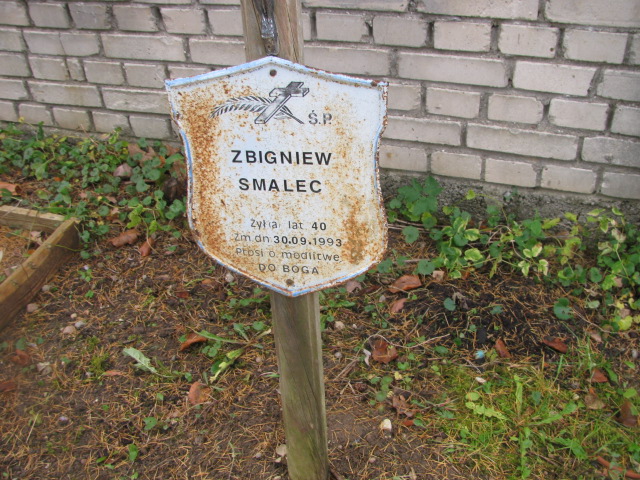 Ś.P.
ZBIGNIEW
SMALEC
Żył(a) lat 40
Zm dn 30.09.1993
Prosi o modlitwę
DO BOGA